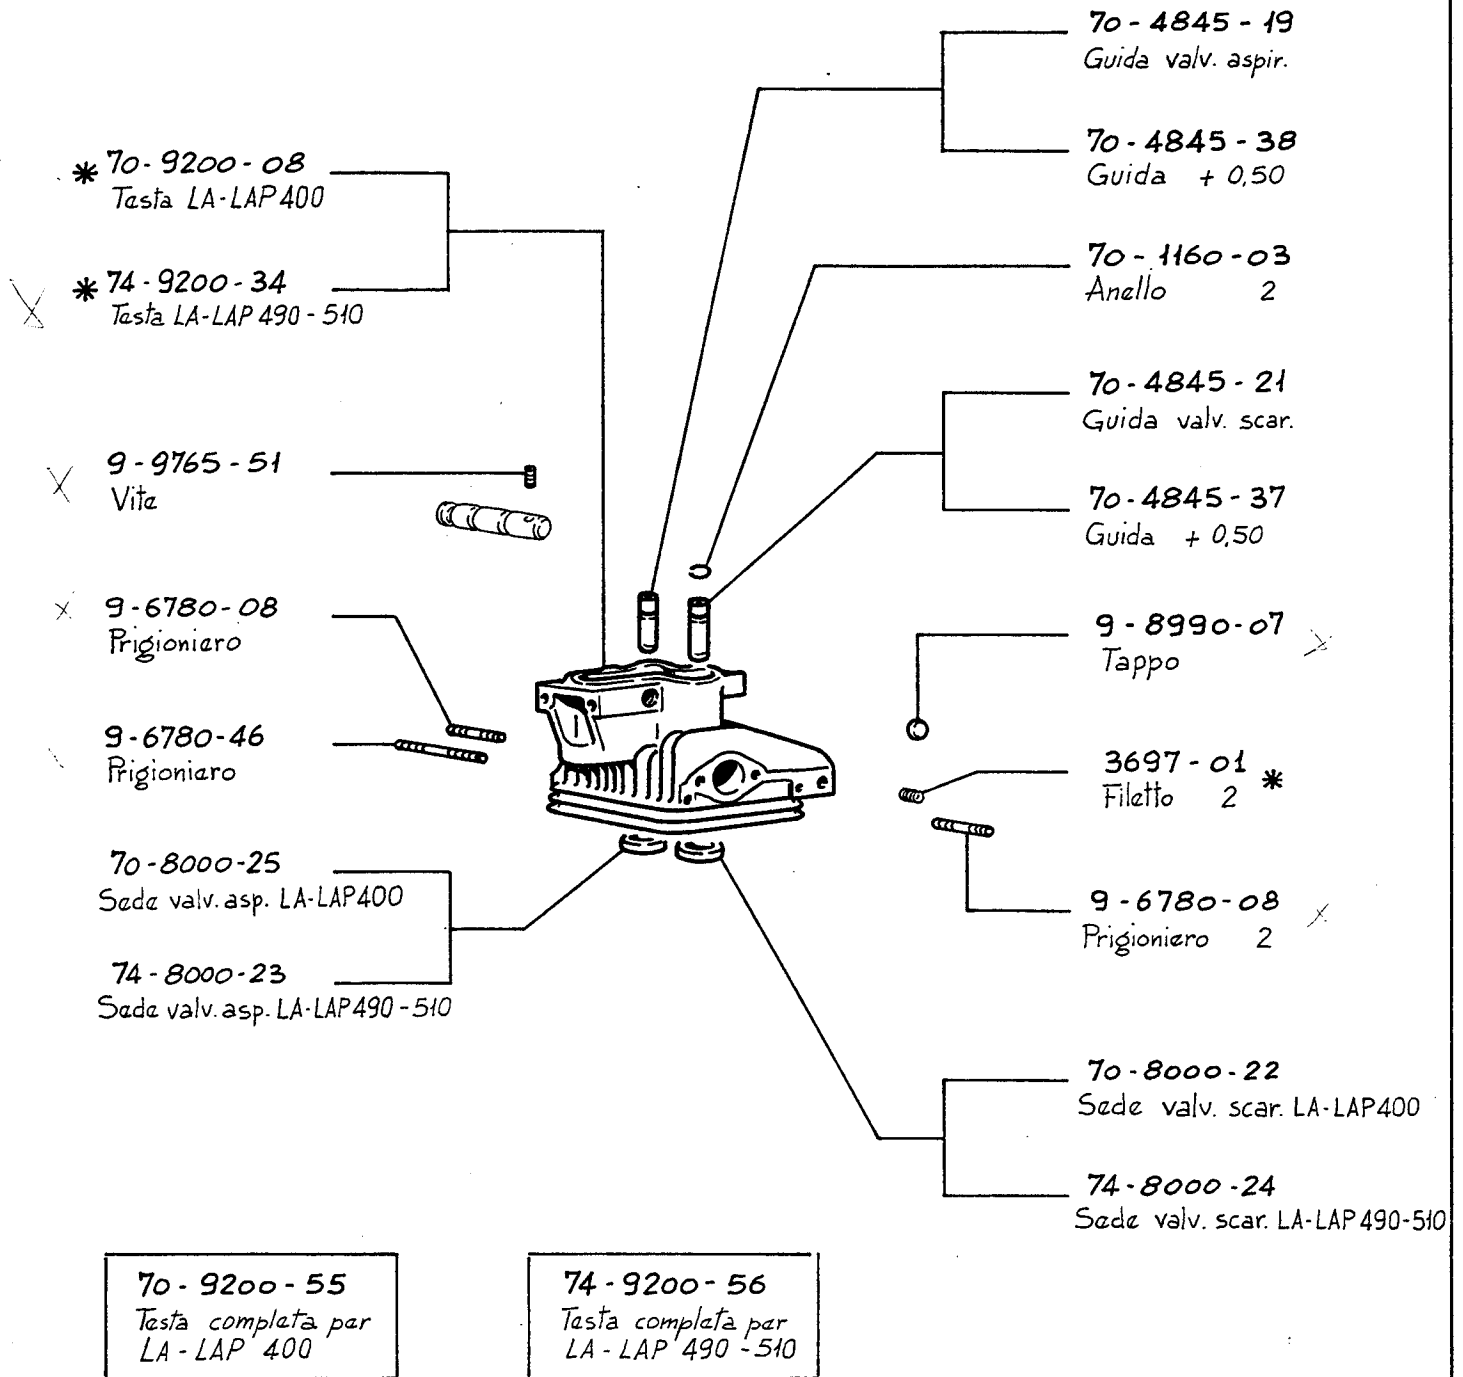 * 70-9200-08
Testa LA-LAP 400
* 74-9200-34
Testa LA-LAP 490-510
9-9765-51
Vite
9-6780-08
Prigioniero
9-6780-46
Prigioniero
70-8000-25
Sede valv. asp. LA-LAP 400
74-8000-23
Sede valv. asp. LA-LAP 490-510
70-4845-19
Guida valv. aspir.
70-4845-38
Guida + 0,50
70-1160-03
Anello 2
70-4845-21
Guida valv. scar.
70-4845-37
Guida + 0,50
9-8990-07
Tappo
3697-01 *
Filetto 2
9-6780-08
Prigioniero 2
70-8000-22
Sede valv. scar. LA-LAP 400
74-8000-24
Sede valv. scar. LA-LAP 490-510
70-9200-55
Testa completa per
LA-LAP 400
74-9200-56
Testa completa per
LA-LAP 490-510